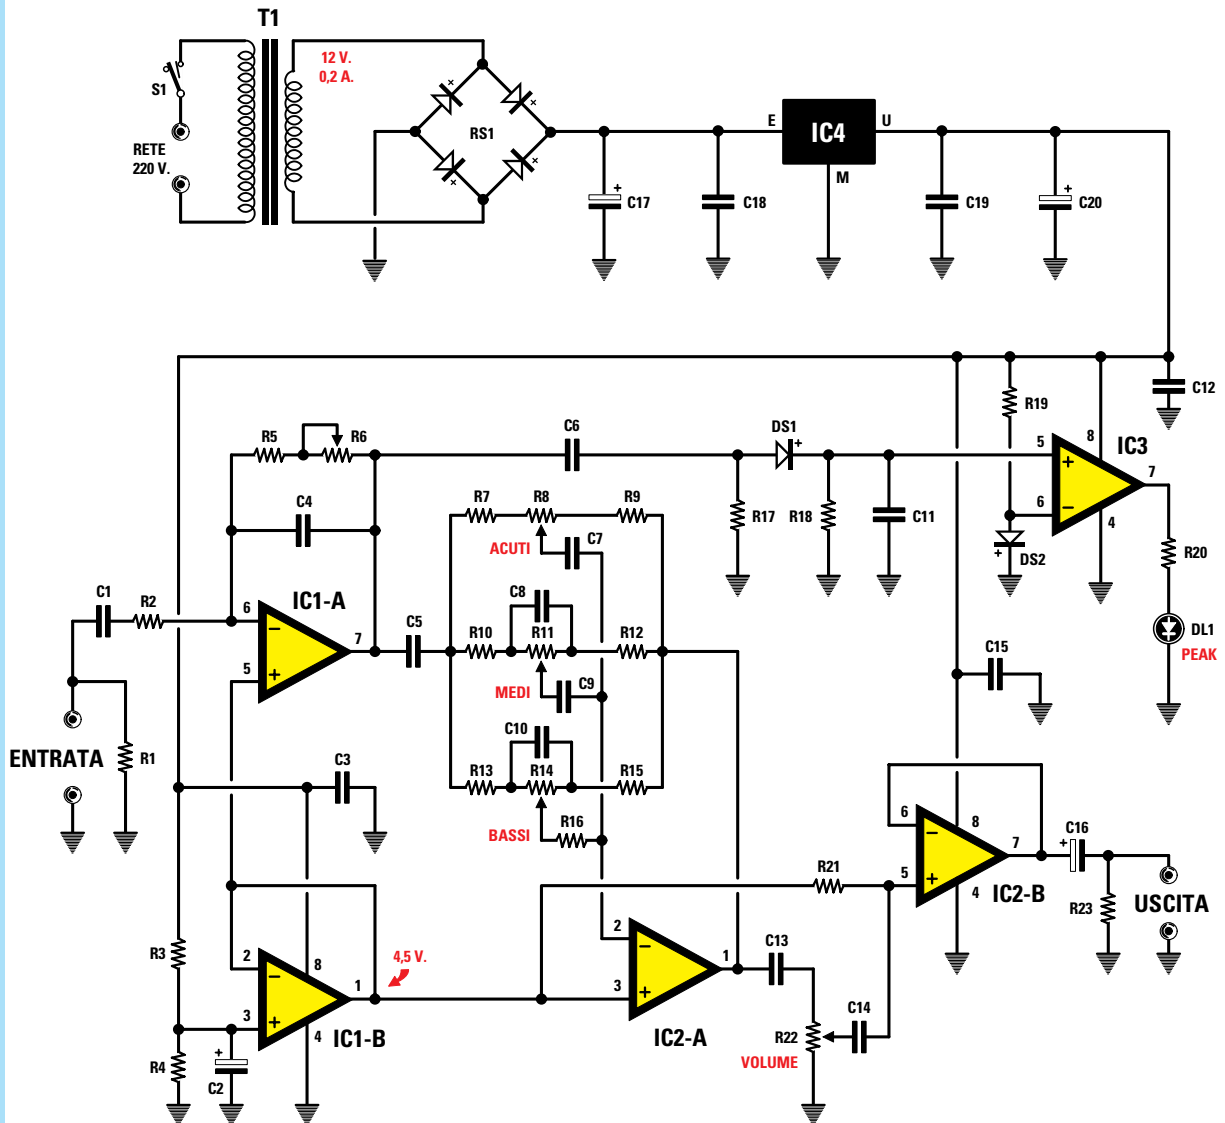 T1
12 V.
0,2 A.
S1
RETE
220 V.
RS1
E
IC4
U
M
C17
C18
C19
C20
+
+
C12
R19
R5
R6
C6
DS1
+
5
8
IC3
7
6
4
C4
R7
R8
R9
R17
R18
C11
DS2
+
R20
ACUTI
C7
C1
R2
6
IC1-A
7
5
C5
C8
R10
R11
R12
DL1
PEAK
C15
MEDI
C9
ENTRATA
R1
C3
C10
R13
R14
R15
BASSI
R16
6
8
7
C16
+
R21
5
4
IC2-B
R23
USCITA
R3
2
8
1
4,5 V.
2
1
C13
3
4
IC1-B
3
IC2-A
C14
R22
VOLUME
R4
+
C2